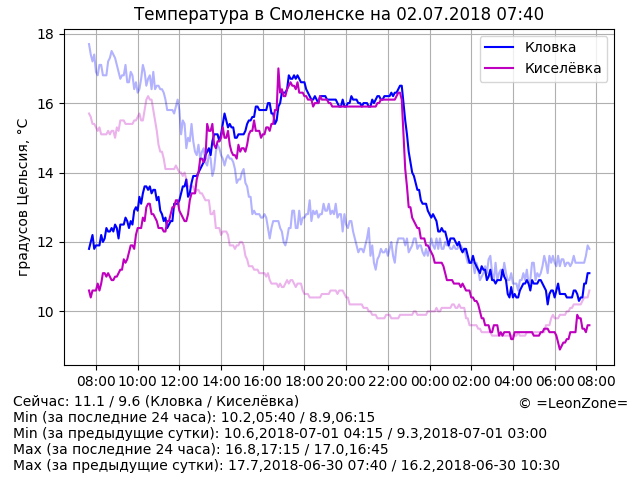 Температура в Смоленске на 02.07.2018 07:40
градусов Цельсия, °C
18
16
14
12
10
Кловка
Киселёвка
08:00 10:00 12:00 14:00 16:00 18:00 20:00 22:00 00:00 02:00 04:00 06:00 08:00
Сейчас: 11.1 / 9.6 (Кловка / Киселёвка)
© =LeonZone=
Min (за последние 24 часа): 10.2,05:40 / 8.9,06:15
Min (за предыдущие сутки): 10.6,2018-07-01 04:15 / 9.3,2018-07-01 03:00
Max (за последние 24 часа): 16.8,17:15 / 17.0,16:45
Max (за предыдущие сутки): 17.7,2018-06-30 07:40 / 16.2,2018-06-30 10:30